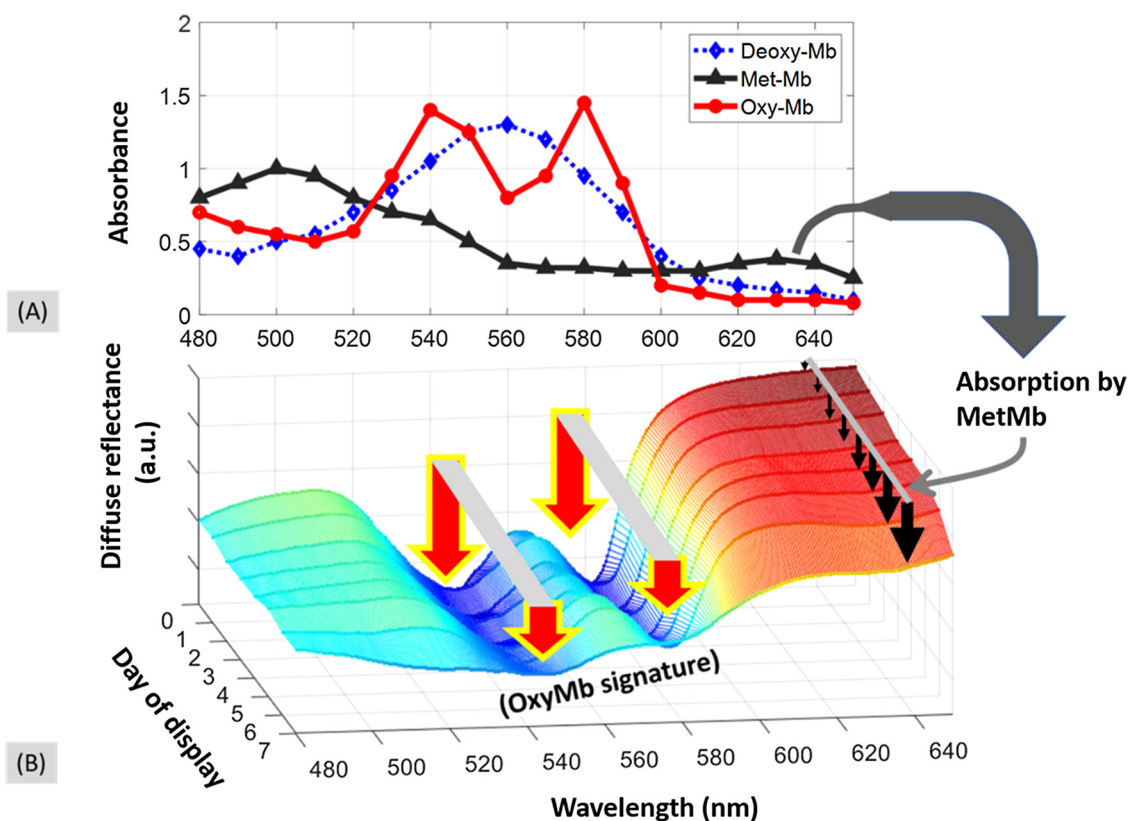 2
1.5
1
0.5
0
Absorbance
Deoxy-Mb
Met-Mb
Oxy-Mb
480 500 520 540 560 580 600 620 640
(A)
Absorption by
MetMb
Diffuse reflectance
(a.u.)
0
1
2
3
4
5
6
7
Day of display
(OxyMb signature)
480 500 520 540 560 580 600 620 640
Wavelength (nm)
(B)